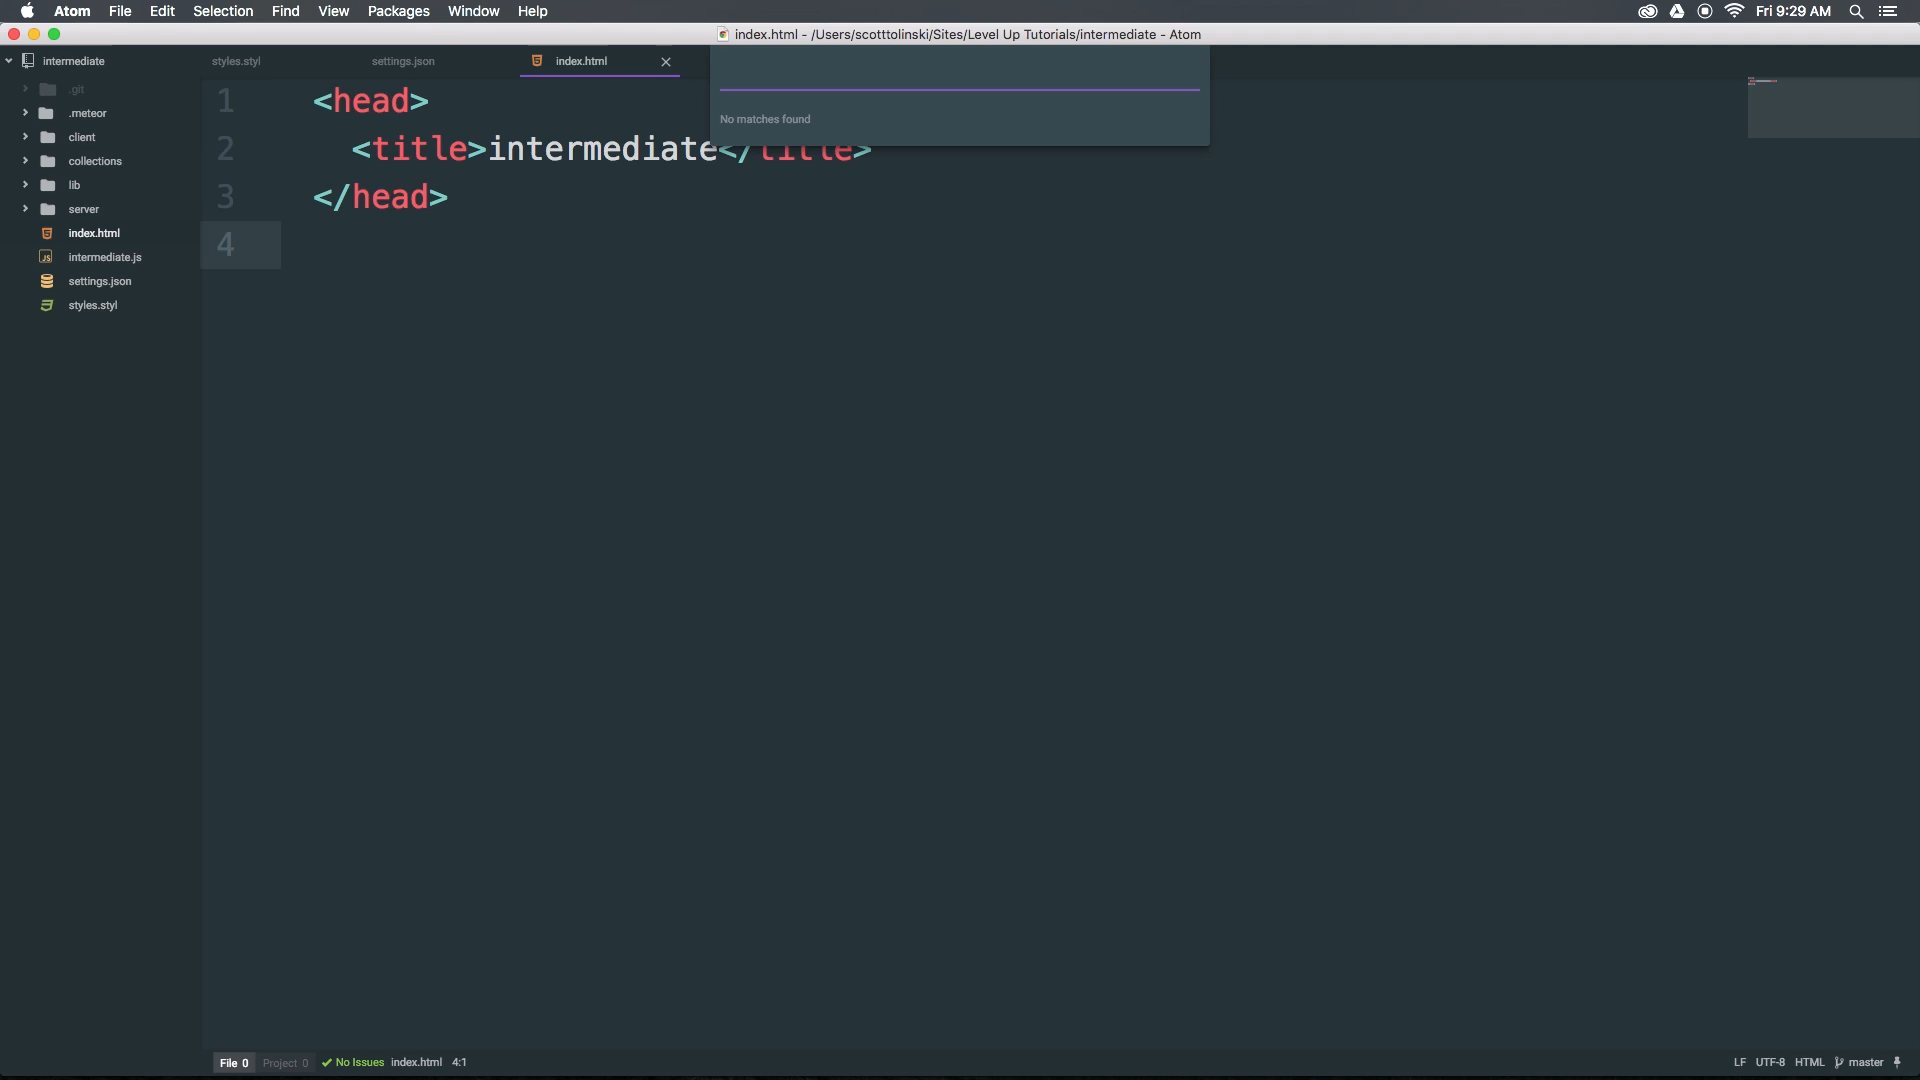 Atom File Edit Selection Find View Packages Window Help Fri 9:29 AM
index.html - /Users/scotttolinski/Sites/Level Up Tutorials/intermediate - Atom
intermediate
.git
.meteor
client
collections
lib
server
index.html
intermediate.js
settings.json
styles.styl
styles.styl settings.json index.html
No matches found
1 <head>
2 <title>intermediate</title>
3 </head>
4
File 0 Project 0 No Issues index.html 4:1 LF UTF-8 HTML master